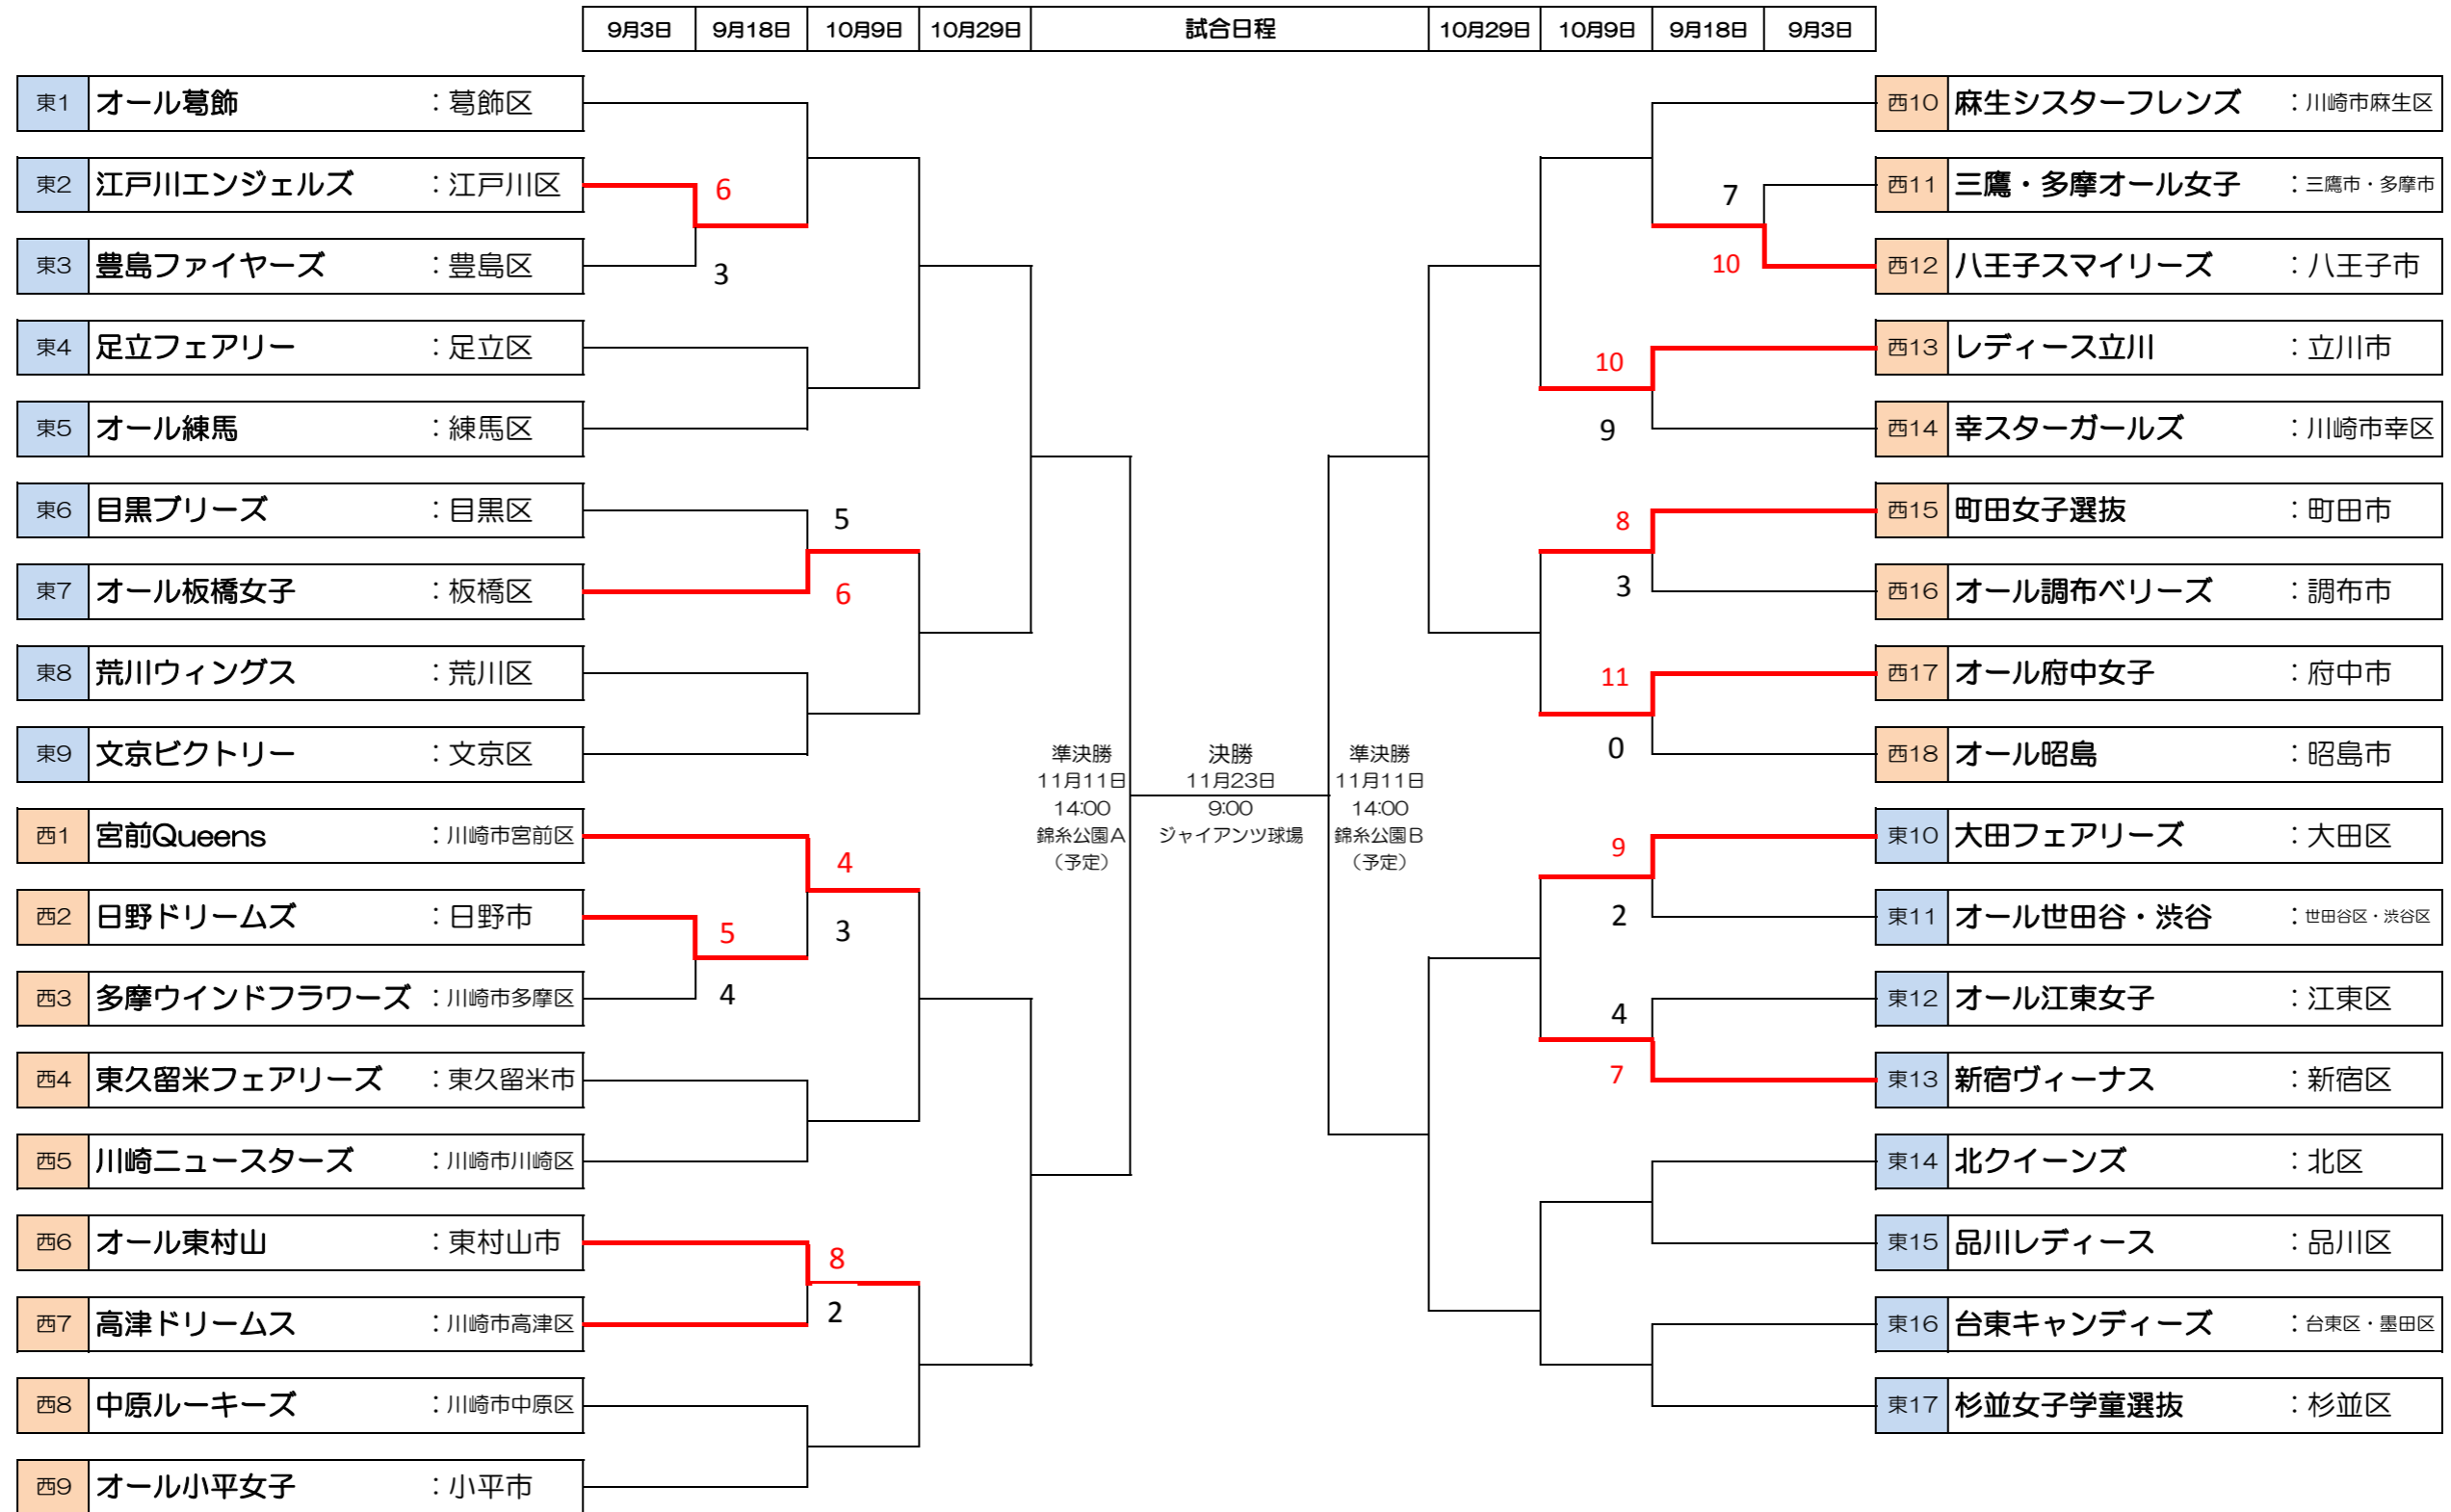 9月3日 9月18日 10月9日 10月29日 試合日程 10月29日 10月9日 9月18日 9月3日
東1 オール葛飾 ：葛飾区
東2 江戸川エンジェルズ ：江戸川区
6
東3 豊島ファイヤーズ ：豊島区
3
東4 足立フェアリー ：足立区
東5 オール練馬 ：練馬区
東6 目黒ブリーズ ：目黒区
5
東7 オール板橋女子 ：板橋区
6
東8 荒川ウィングス ：荒川区
東9 文京ビクトリー ：文京区
西1 宮前Queens ：川崎市宮前区
4
西2 日野ドリームズ ：日野市
5
3
西3 多摩ウインドフラワーズ ：川崎市多摩区
4
西4 東久留米フェアリーズ ：東久留米市
西5 川崎ニュースターズ ：川崎市川崎区
西6 オール東村山 ：東村山市
8
西7 高津ドリームス ：川崎市高津区
2
西8 中原ルーキーズ ：川崎市中原区
西9 オール小平女子 ：小平市
準決勝
11月11日
14:00
錦糸公園A
（予定）
決勝
11月23日
9:00
ジャイアンツ球場
準決勝
11月11日
14:00
錦糸公園B
（予定）
西10 麻生シスターフレンズ ：川崎市麻生区
7
西11 三鷹・多摩オール女子 ：三鷹市・多摩市
10
西12 八王子スマイリーズ ：八王子市
10
西13 レディース立川 ：立川市
9
西14 幸スターガールズ ：川崎市幸区
8
西15 町田女子選抜 ：町田市
3
西16 オール調布ベリーズ ：調布市
11
西17 オール府中女子 ：府中市
0
西18 オール昭島 ：昭島市
9
東10 大田フェアリーズ ：大田区
2
東11 オール世田谷・渋谷 ：世田谷区・渋谷区
4
東12 オール江東女子 ：江東区
7
東13 新宿ヴィーナス ：新宿区
東14 北クイーンズ ：北区
東15 品川レディース ：品川区
東16 台東キャンディーズ ：台東区・墨田区
東17 杉並女子学童選抜 ：杉並区